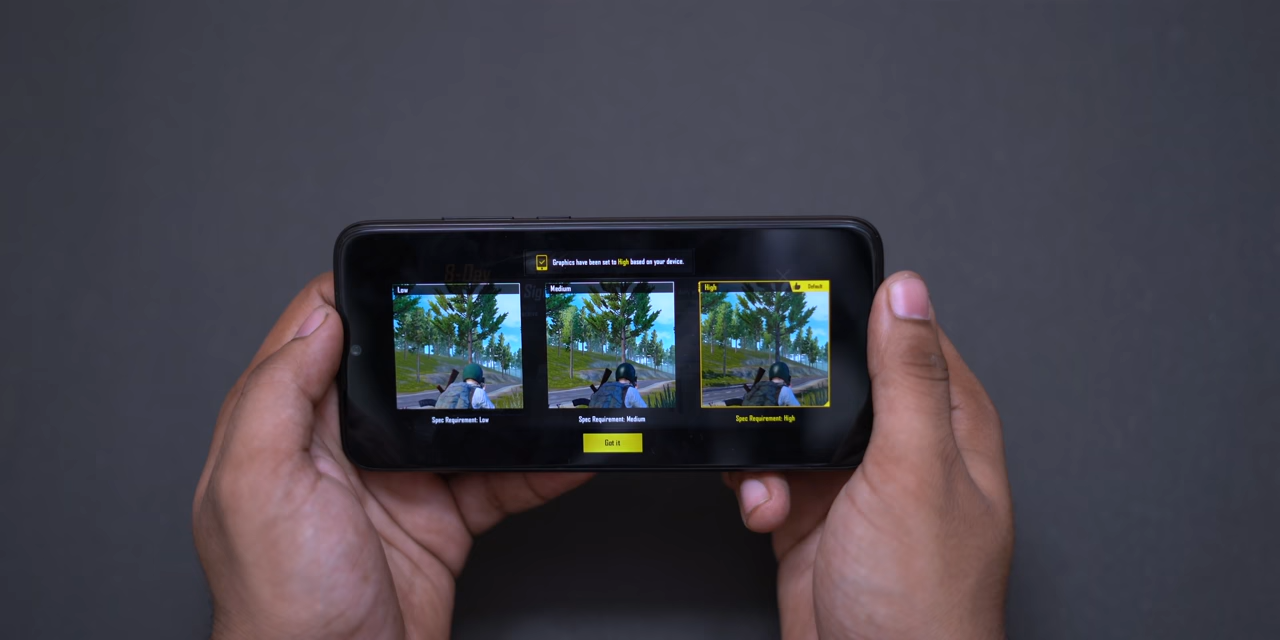 Graphics have been set to High based on your device.
Low
Medium
High
Default
Spec Requirement: Low
Spec Requirement: Medium
Spec Requirement: High
Got it